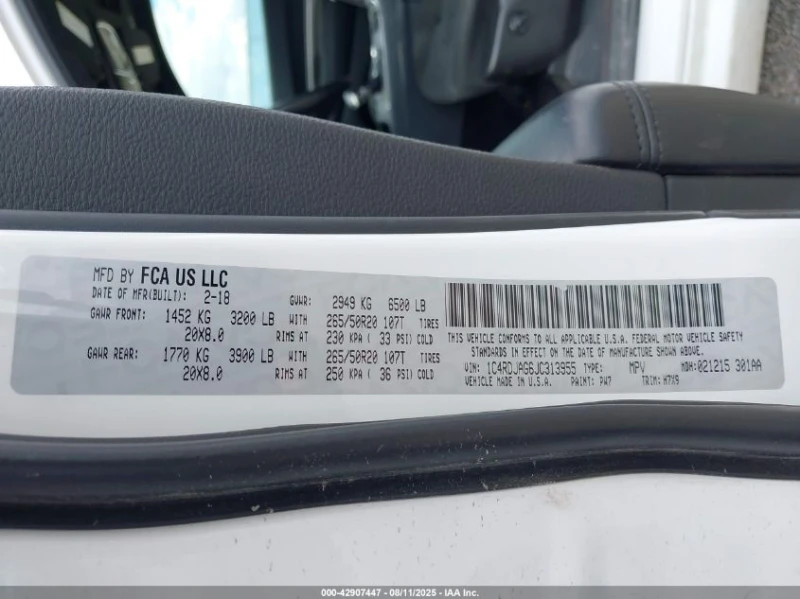 MFD BY FCA US LLC
DATE OF MFR(BUILT): 2-18 GVWR: 2949 KG 6500 LB
GAWR FRONT: 1452 KG 3200 LB WITH 265/50R20 107T TIRES
20X8.0 RIMS AT 230 KPA ( 33 PSI) COLD
GAWR REAR: 1770 KG 3900 LB WITH 265/50R20 107T TIRES
20X8.0 RIMS AT 250 KPA ( 36 PSI) COLD
THIS VEHICLE CONFORMS TO ALL APPLICABLE U.S.A. FEDERAL MOTOR VEHICLE SAFETY
STANDARDS IN EFFECT ON THE DATE OF MANUFACTURE SHOWN ABOVE.
VIN: 1C4RDJAG6JC313955 TYPE: MPV MDH: 021215 301AA
VEHICLE MADE IN U.S.A. PAINT: PW7 TRIM: H7X9
000-42907447 - 08/11/2025 - IAA Inc.